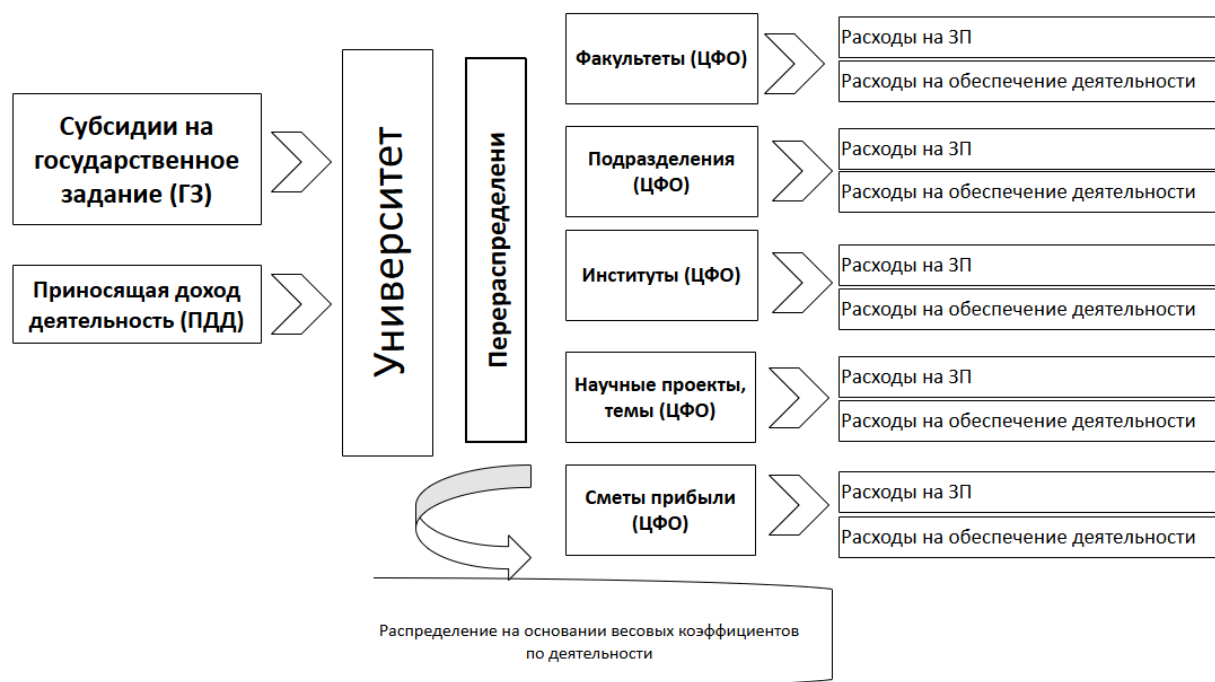 Субсидии на
государственное
задание (ГЗ)
Приносящая доход
деятельность (ПДД)
Университет
Перераспределени
Факультеты (ЦФО)
Расходы на ЗП
Расходы на обеспечение деятельности
Подразделения
(ЦФО)
Расходы на ЗП
Расходы на обеспечение деятельности
Институты (ЦФО)
Расходы на ЗП
Расходы на обеспечение деятельности
Научные проекты,
темы (ЦФО)
Расходы на ЗП
Расходы на обеспечение деятельности
Сметы прибыли
(ЦФО)
Расходы на ЗП
Расходы на обеспечение деятельности
Распределение на основании весовых коэффициентов
по деятельности